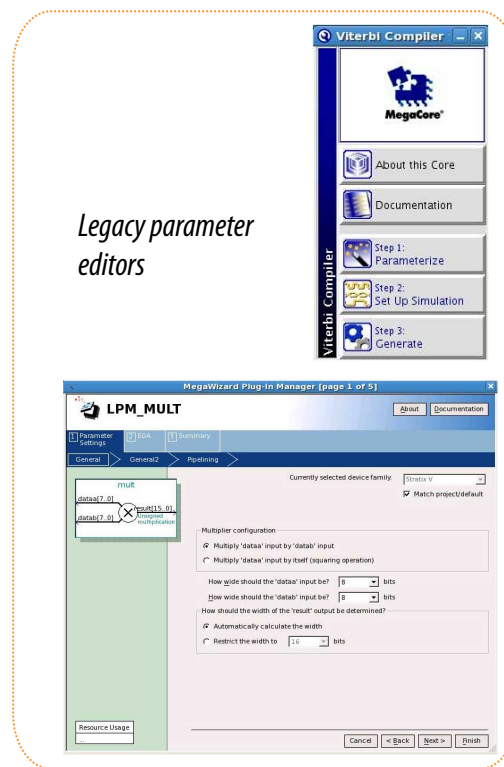 Viterbi Compiler
MegaCore®
About this Core
Documentation
Viterbi Compiler
Step 1:
Parameterize
Step 2:
Set Up Simulation
Step 3:
Generate
Legacy parameter
editors
MegaWizard Plug-In Manager [page 1 of 5]
LPM_MULT
About Documentation
1 Parameter Settings 2 EDA 3 Summary
General General2 Pipelining
Currently selected device family: Stratix V
Match project/default
mult
dataa[7..0]
result[15..0]
datab[7..0]
Unsigned
multiplication
Multiplier configuration
Multiply 'dataa' input by 'datab' input
Multiply 'dataa' input by itself (squaring operation)
How wide should the 'dataa' input be? 8 bits
How wide should the 'datab' input be? 8 bits
How should the width of the 'result' output be determined?
Automatically calculate the width
Restrict the width to 16 bits
Resource Usage
...
Cancel < Back Next > Finish